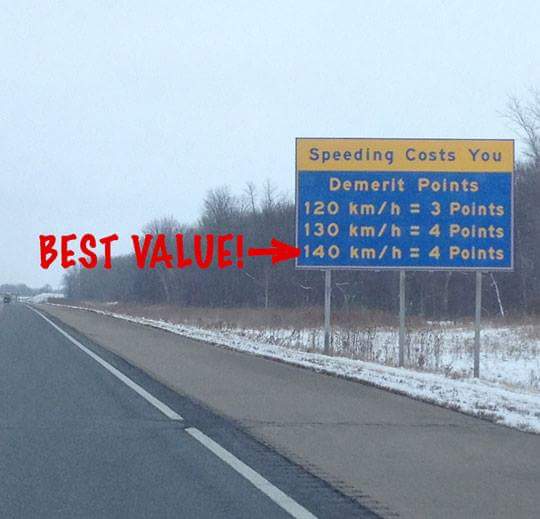 Speeding Costs You
Demerit Points
120 km/h = 3 Points
130 km/h = 4 Points
BEST VALUE!
140 km/h = 4 Points